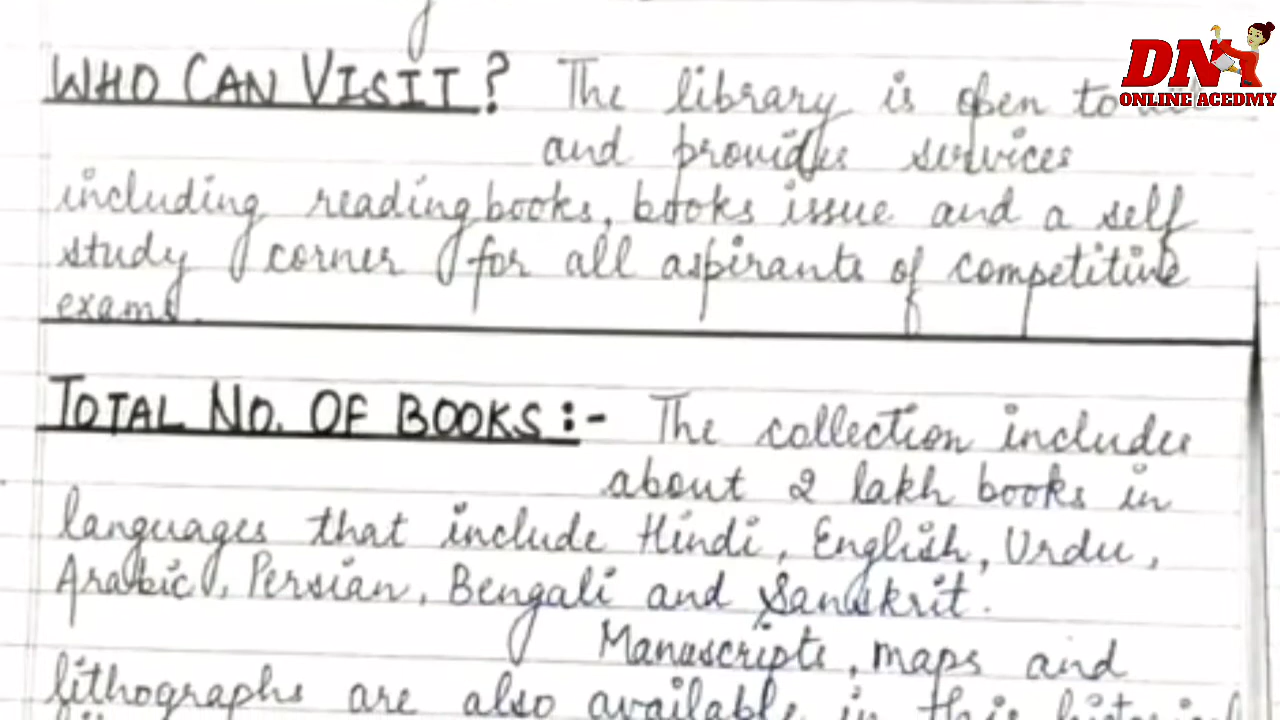 WHO CAN VISIT? The library is open to all
and provides services
including reading books, books issue and a self
study corner for all aspirants of competitive
exams.
TOTAL NO. OF BOOKS :- The collection includes
about 2 lakh books in
languages that include Hindi, English, Urdu,
Arabic, Persian, Bengali and Sanskrit.
Manuscripts, maps and
lithographs are also available in this
DNA
ONLINE ACEDMY